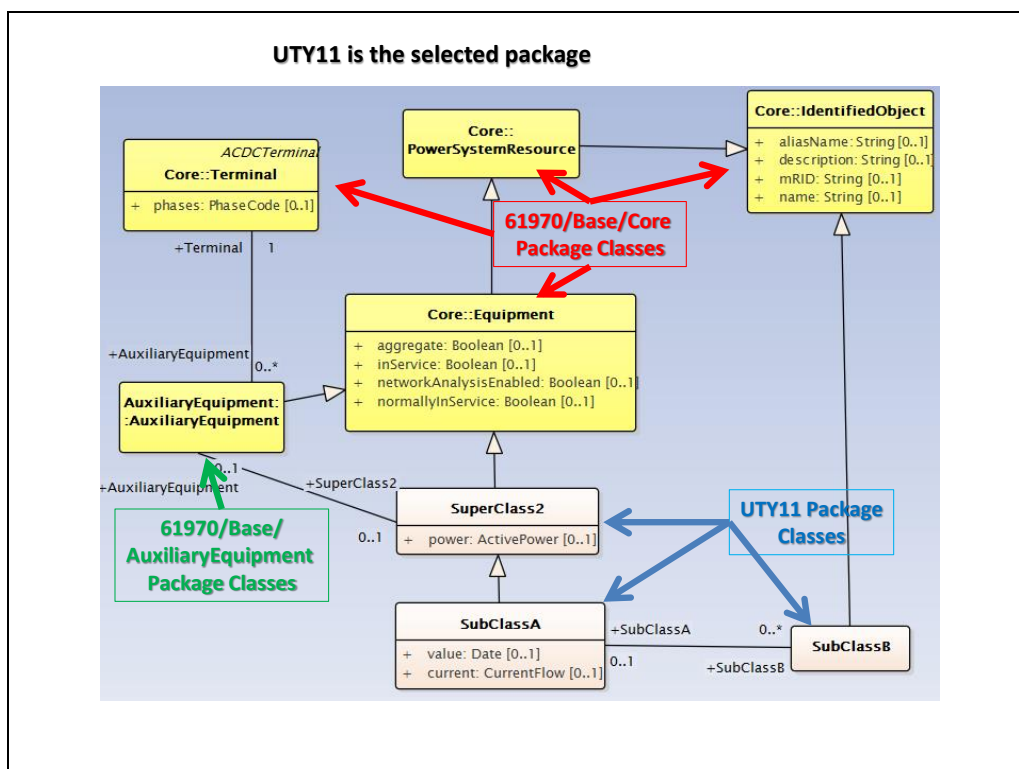 UTY11 is the selected package
Core::
PowerSystemResource
Core::IdentifiedObject
+ aliasName: String [0..1]
+ description: String [0..1]
+ mRID: String [0..1]
+ name: String [0..1]
ACDCTerminal
Core::Terminal
+ phases: PhaseCode [0..1]
61970/Base/Core
Package Classes
+Terminal 1
Core::Equipment
+ aggregate: Boolean [0..1]
+ inService: Boolean [0..1]
+ networkAnalysisEnabled: Boolean [0..1]
+ normallyInService: Boolean [0..1]
+AuxiliaryEquipment
0..*
AuxiliaryEquipment:
:AuxiliaryEquipment
0..1
+AuxiliaryEquipment
+SuperClass2
0..1
SuperClass2
+ power: ActivePower [0..1]
UTY11 Package
Classes
61970/Base/
AuxiliaryEquipment
Package Classes
SubClassA
+ value: Date [0..1]
+ current: CurrentFlow [0..1]
+SubClassA 0..*
0..1
+SubClassB
SubClassB